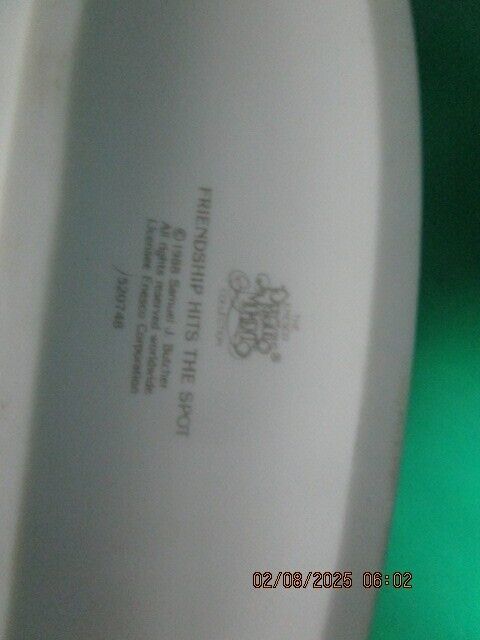 THE
PRECIOUS
MOMENTS®
COLLECTION
FRIENDSHIP HITS THE SPOT
©1988 Samuel J. Butcher
All rights reserved worldwide
Licensee Enesco Corporation
/520748
02/08/2025 06:02